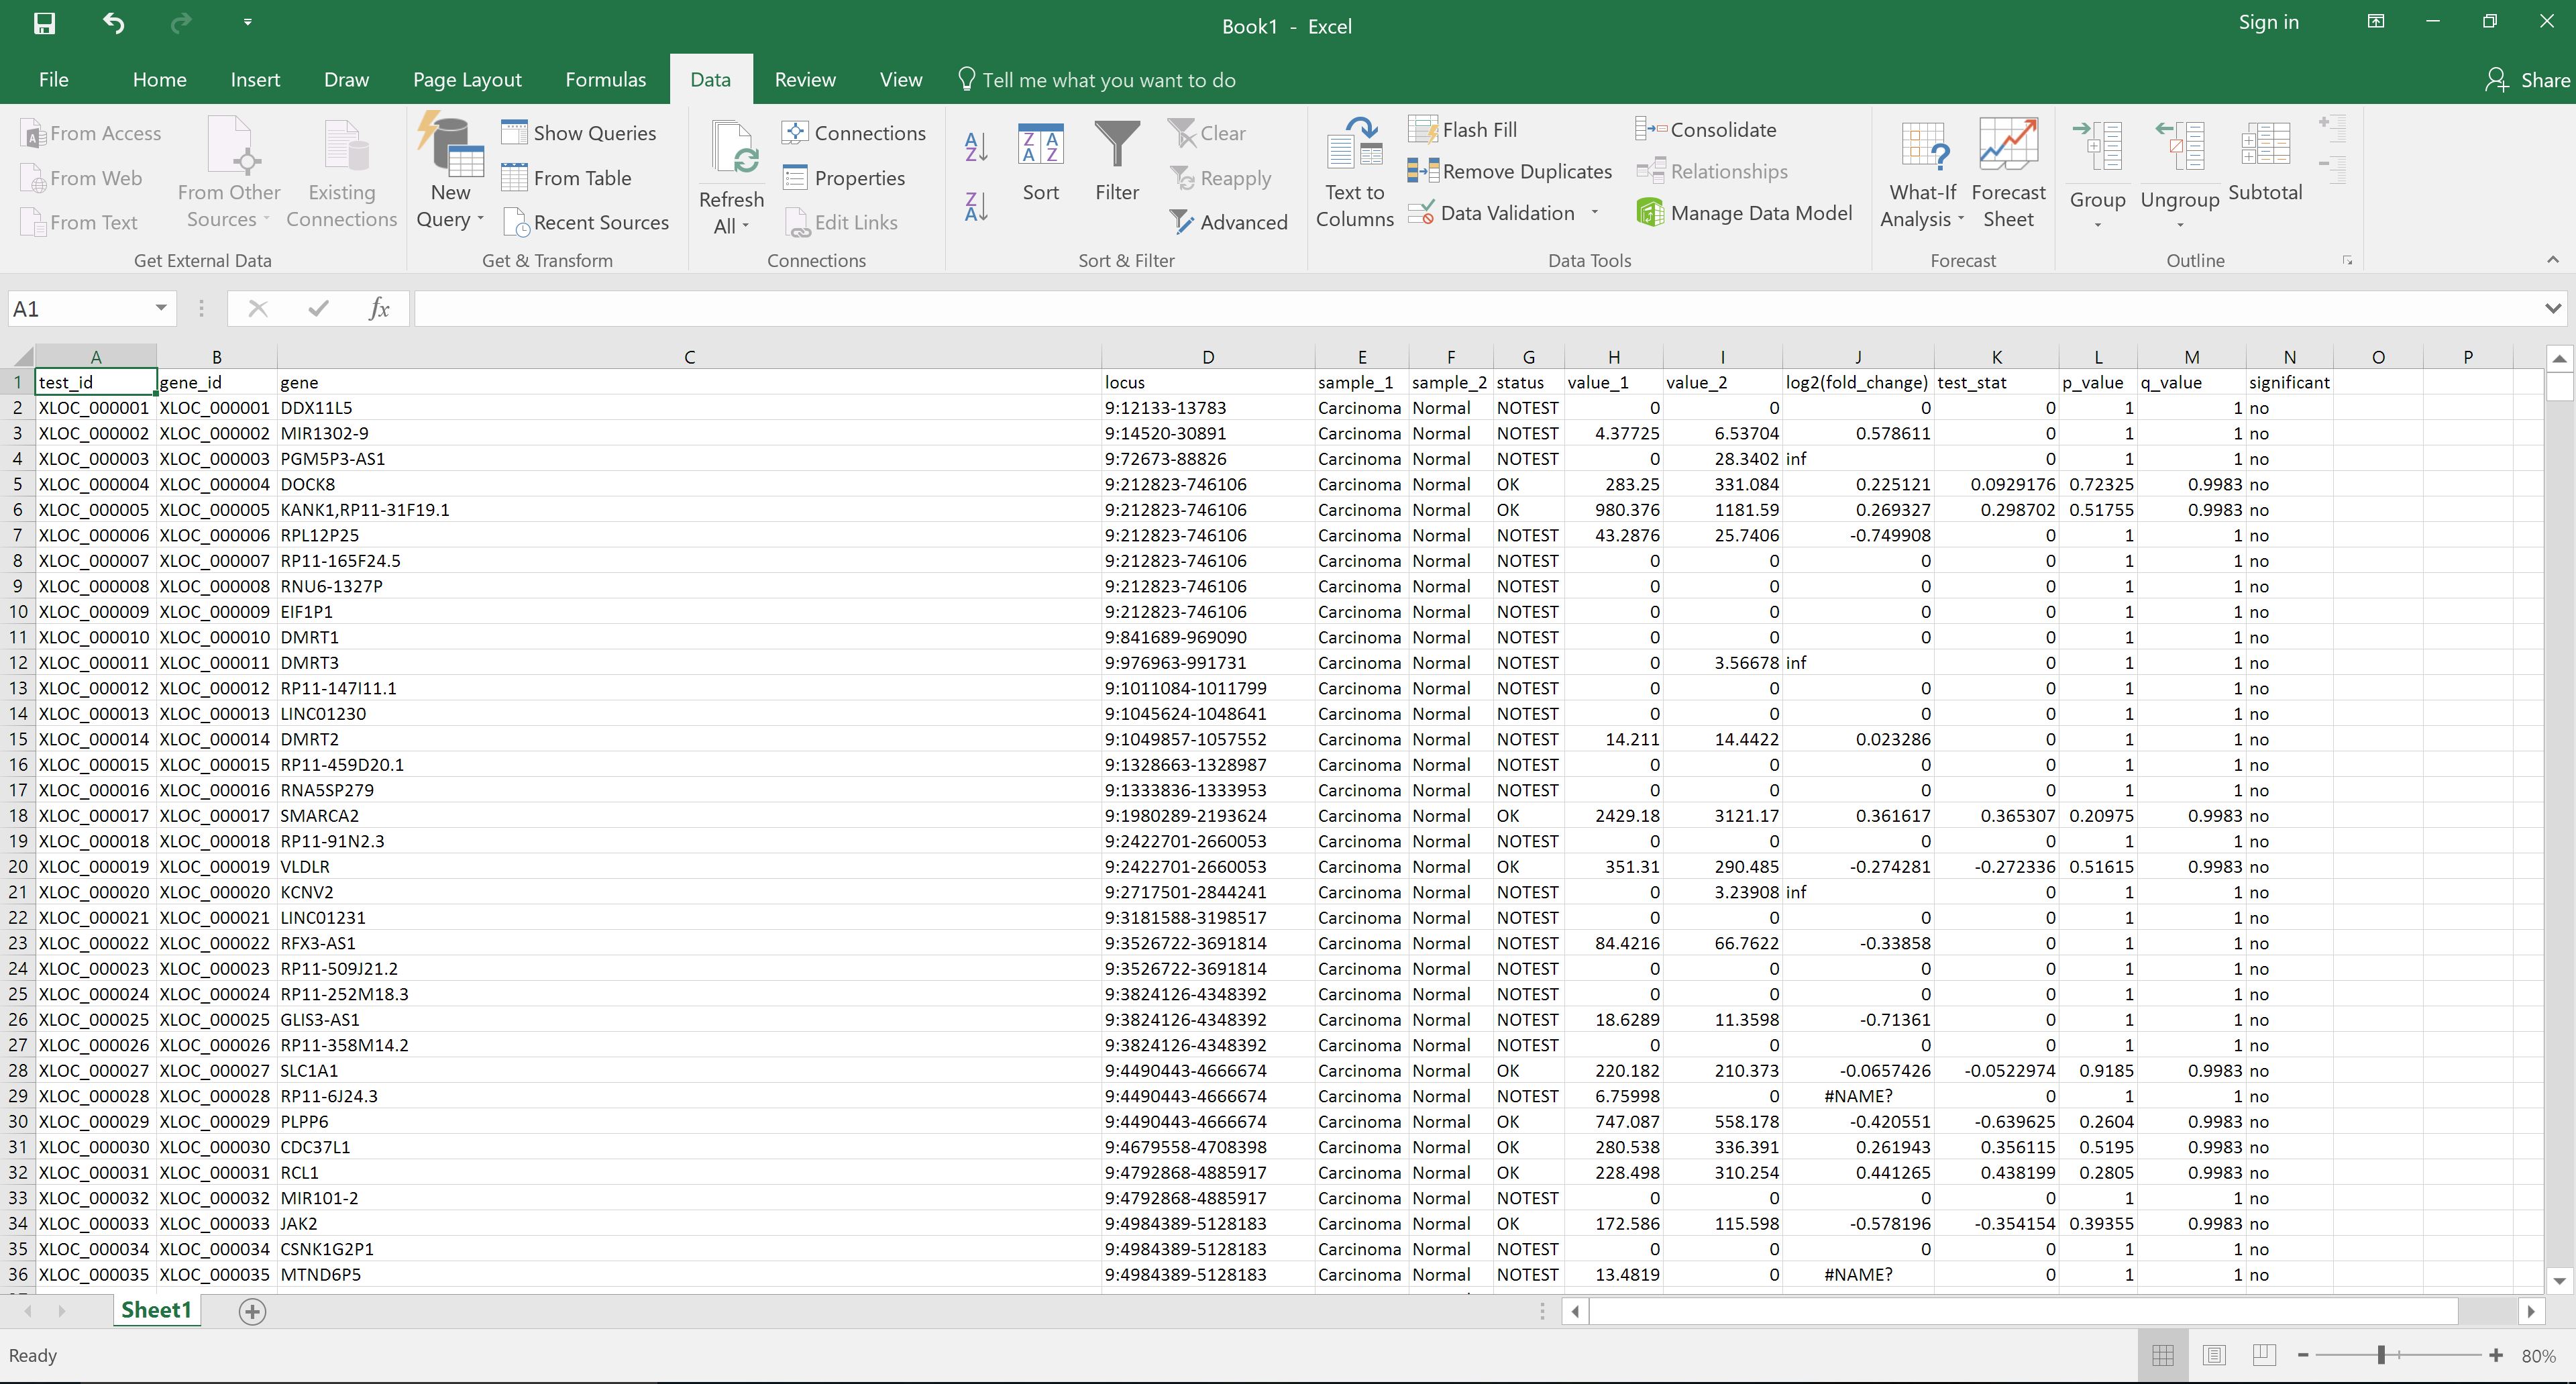 Book1 - Excel
Sign in
File Home Insert Draw Page Layout Formulas Data Review View Tell me what you want to do Share
From Access
From Web
From Text
From Other Sources
Existing Connections
Get External Data
New Query
Show Queries
From Table
Recent Sources
Get & Transform
Refresh All
Connections
Properties
Edit Links
Connections
Sort
Filter
Clear
Reapply
Advanced
Sort & Filter
Text to Columns
Flash Fill
Remove Duplicates
Data Validation
Consolidate
Relationships
Manage Data Model
Data Tools
What-If Analysis
Forecast Sheet
Forecast
Group
Ungroup
Subtotal
Outline
A1 fx
A B C D E F G H I J K L M N O P
1 test_id gene_id gene locus sample_1 sample_2 status value_1 value_2 log2(fold_change) test_stat p_value q_value significant
2 XLOC_000001 XLOC_000001 DDX11L5 9:12133-13783 Carcinoma Normal NOTEST 0 0 0 0 1 1 no
3 XLOC_000002 XLOC_000002 MIR1302-9 9:14520-30891 Carcinoma Normal NOTEST 4.37725 6.53704 0.578611 0 1 1 no
4 XLOC_000003 XLOC_000003 PGM5P3-AS1 9:72673-88826 Carcinoma Normal NOTEST 0 28.3402 inf 0 1 1 no
5 XLOC_000004 XLOC_000004 DOCK8 9:212823-746106 Carcinoma Normal OK 283.25 331.084 0.225121 0.0929176 0.72325 0.9983 no
6 XLOC_000005 XLOC_000005 KANK1,RP11-31F19.1 9:212823-746106 Carcinoma Normal OK 980.376 1181.59 0.269327 0.298702 0.51755 0.9983 no
7 XLOC_000006 XLOC_000006 RPL12P25 9:212823-746106 Carcinoma Normal NOTEST 43.2876 25.7406 -0.749908 0 1 1 no
8 XLOC_000007 XLOC_000007 RP11-165F24.5 9:212823-746106 Carcinoma Normal NOTEST 0 0 0 0 1 1 no
9 XLOC_000008 XLOC_000008 RNU6-1327P 9:212823-746106 Carcinoma Normal NOTEST 0 0 0 0 1 1 no
10 XLOC_000009 XLOC_000009 EIF1P1 9:212823-746106 Carcinoma Normal NOTEST 0 0 0 0 1 1 no
11 XLOC_000010 XLOC_000010 DMRT1 9:841689-969090 Carcinoma Normal NOTEST 0 0 0 0 1 1 no
12 XLOC_000011 XLOC_000011 DMRT3 9:976963-991731 Carcinoma Normal NOTEST 0 3.56678 inf 0 1 1 no
13 XLOC_000012 XLOC_000012 RP11-147I11.1 9:1011084-1011799 Carcinoma Normal NOTEST 0 0 0 0 1 1 no
14 XLOC_000013 XLOC_000013 LINC01230 9:1045624-1048641 Carcinoma Normal NOTEST 0 0 0 0 1 1 no
15 XLOC_000014 XLOC_000014 DMRT2 9:1049857-1057552 Carcinoma Normal NOTEST 14.211 14.4422 0.023286 0 1 1 no
16 XLOC_000015 XLOC_000015 RP11-459D20.1 9:1328663-1328987 Carcinoma Normal NOTEST 0 0 0 0 1 1 no
17 XLOC_000016 XLOC_000016 RNA5SP279 9:1333836-1333953 Carcinoma Normal NOTEST 0 0 0 0 1 1 no
18 XLOC_000017 XLOC_000017 SMARCA2 9:1980289-2193624 Carcinoma Normal OK 2429.18 3121.17 0.361617 0.365307 0.20975 0.9983 no
19 XLOC_000018 XLOC_000018 RP11-91N2.3 9:2422701-2660053 Carcinoma Normal NOTEST 0 0 0 0 1 1 no
20 XLOC_000019 XLOC_000019 VLDLR 9:2422701-2660053 Carcinoma Normal OK 351.31 290.485 -0.274281 -0.272336 0.51615 0.9983 no
21 XLOC_000020 XLOC_000020 KCNV2 9:2717501-2844241 Carcinoma Normal NOTEST 0 3.23908 inf 0 1 1 no
22 XLOC_000021 XLOC_000021 LINC01231 9:3181588-3198517 Carcinoma Normal NOTEST 0 0 0 0 1 1 no
23 XLOC_000022 XLOC_000022 RFX3-AS1 9:3526722-3691814 Carcinoma Normal NOTEST 84.4216 66.7622 -0.33858 0 1 1 no
24 XLOC_000023 XLOC_000023 RP11-509J21.2 9:3526722-3691814 Carcinoma Normal NOTEST 0 0 0 0 1 1 no
25 XLOC_000024 XLOC_000024 RP11-252M18.3 9:3824126-4348392 Carcinoma Normal NOTEST 0 0 0 0 1 1 no
26 XLOC_000025 XLOC_000025 GLIS3-AS1 9:3824126-4348392 Carcinoma Normal NOTEST 18.6289 11.3598 -0.71361 0 1 1 no
27 XLOC_000026 XLOC_000026 RP11-358M14.2 9:3824126-4348392 Carcinoma Normal NOTEST 0 0 0 0 1 1 no
28 XLOC_000027 XLOC_000027 SLC1A1 9:4490443-4666674 Carcinoma Normal OK 220.182 210.373 -0.0657426 -0.0522974 0.9185 0.9983 no
29 XLOC_000028 XLOC_000028 RP11-6J24.3 9:4490443-4666674 Carcinoma Normal NOTEST 6.75998 0 #NAME? 0 1 1 no
30 XLOC_000029 XLOC_000029 PLPP6 9:4490443-4666674 Carcinoma Normal OK 747.087 558.178 -0.420551 -0.639625 0.2604 0.9983 no
31 XLOC_000030 XLOC_000030 CDC37L1 9:4679558-4708398 Carcinoma Normal OK 280.538 336.391 0.261943 0.356115 0.5195 0.9983 no
32 XLOC_000031 XLOC_000031 RCL1 9:4792868-4885917 Carcinoma Normal OK 228.498 310.254 0.441265 0.438199 0.2805 0.9983 no
33 XLOC_000032 XLOC_000032 MIR101-2 9:4792868-4885917 Carcinoma Normal NOTEST 0 0 0 0 1 1 no
34 XLOC_000033 XLOC_000033 JAK2 9:4984389-5128183 Carcinoma Normal OK 172.586 115.598 -0.578196 -0.354154 0.39355 0.9983 no
35 XLOC_000034 XLOC_000034 CSNK1G2P1 9:4984389-5128183 Carcinoma Normal NOTEST 0 0 0 0 1 1 no
36 XLOC_000035 XLOC_000035 MTND6P5 9:4984389-5128183 Carcinoma Normal NOTEST 13.4819 0 #NAME? 0 1 1 no
Sheet1
Ready
80%